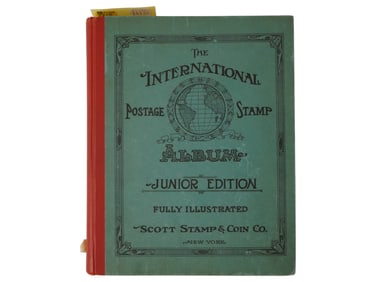 THE
INTERNATIONAL
POSTAGE STAMP
ALBUM
JUNIOR EDITION
FULLY ILLUSTRATED
SCOTT STAMP & COIN CO.
NEW YORK